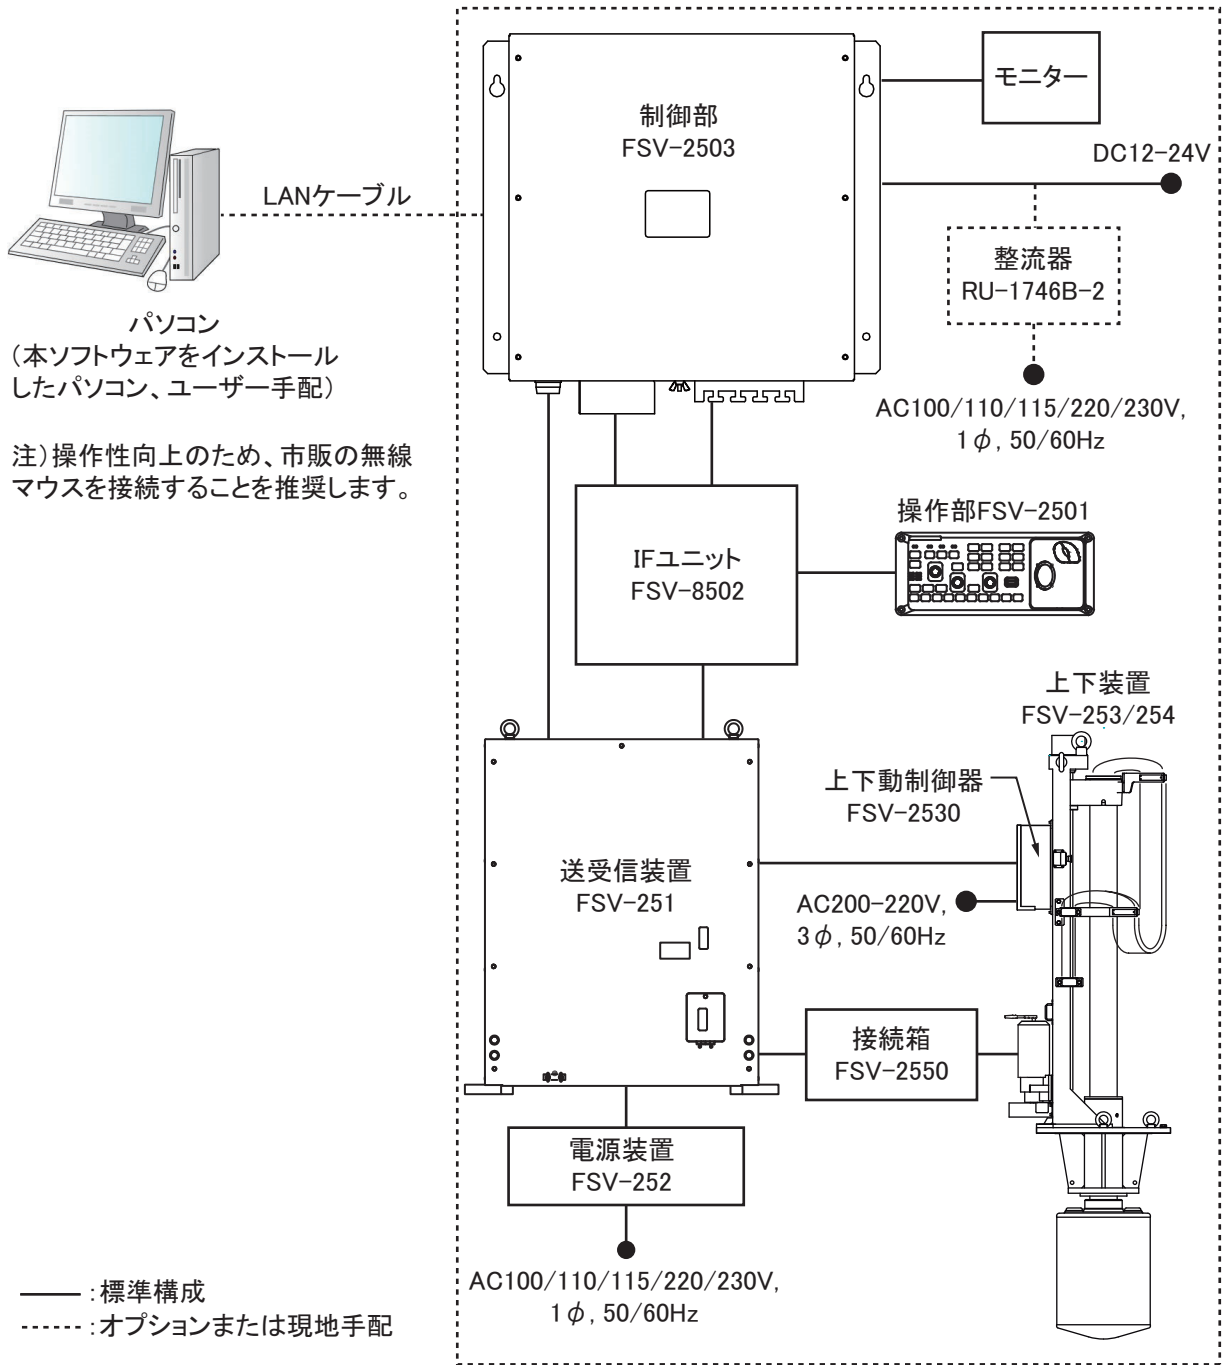 制御部
FSV-2503
モニター
DC12-24V
LANケーブル
整流器
RU-1746B-2
パソコン
（本ソフトウェアをインストール
したパソコン、ユーザー手配）
AC100/110/115/220/230V,
1φ, 50/60Hz
注）操作性向上のため、市販の無線
マウスを接続することを推奨します。
操作部FSV-2501
IFユニット
FSV-8502
上下装置
FSV-253/254
上下動制御器
FSV-2530
送受信装置
FSV-251
AC200-220V,
3φ, 50/60Hz
接続箱
FSV-2550
電源装置
FSV-252
AC100/110/115/220/230V,
1φ, 50/60Hz
：標準構成
：オプションまたは現地手配